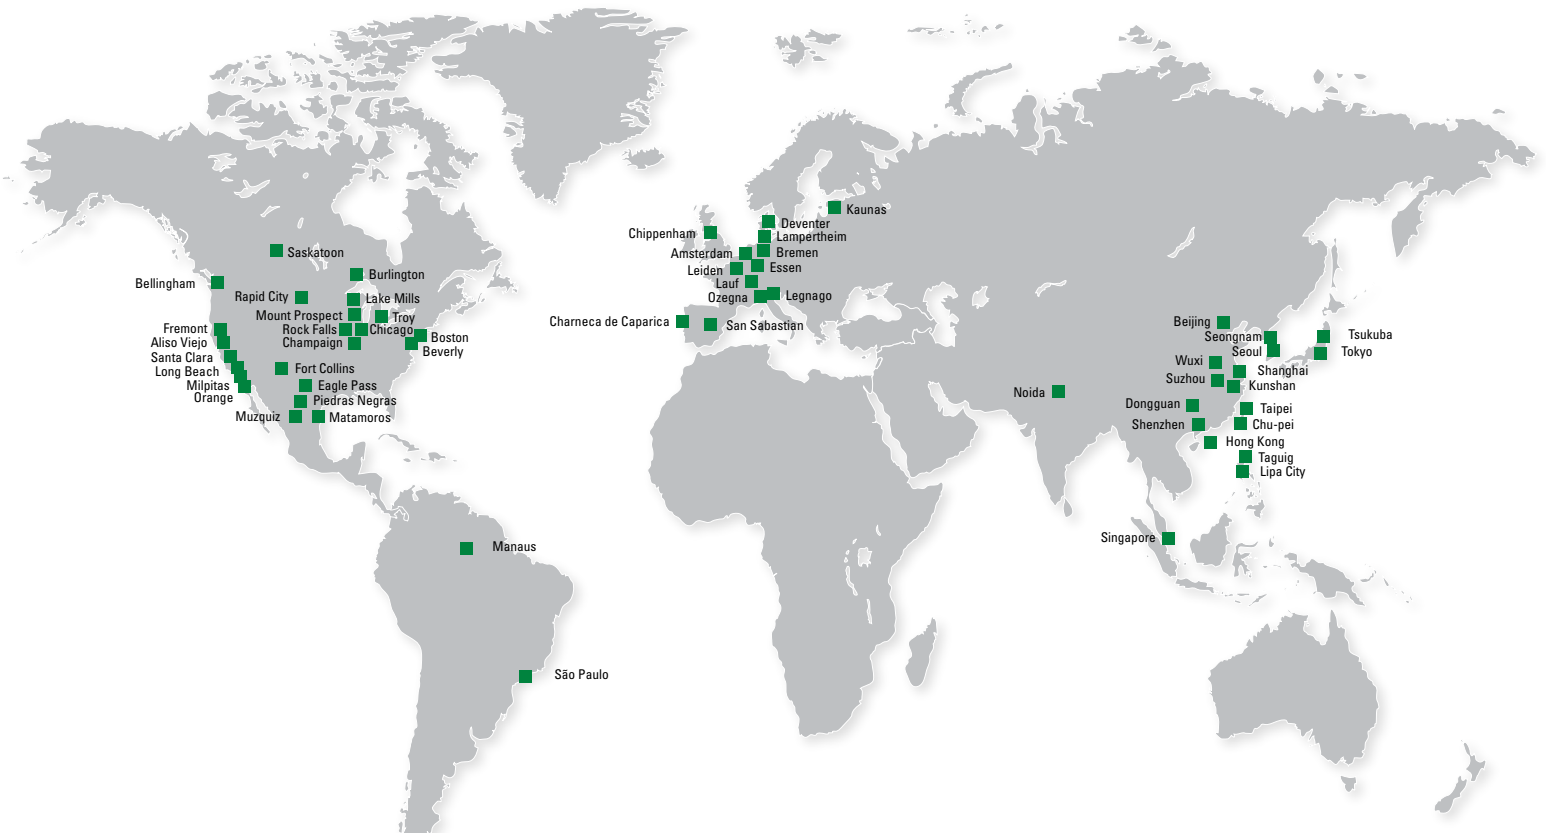 Saskatoon
Bellingham
Burlington
Rapid City
Lake Mills
Mount Prospect
Troy
Fremont
Rock Falls
Chicago
Boston
Aliso Viejo
Champaign
Beverly
Santa Clara
Long Beach
Fort Collins
Milpitas
Eagle Pass
Orange
Piedras Negras
Muzquiz
Matamoros
Manaus
São Paulo
Kaunas
Chippenham
Deventer
Lampertheim
Amsterdam
Bremen
Leiden
Essen
Lauf
Ozegna
Legnago
Charneca de Caparica
San Sabastian
Beijing
Seongnam
Tsukuba
Seoul
Tokyo
Wuxi
Shanghai
Suzhou
Kunshan
Noida
Dongguan
Taipei
Shenzhen
Chu-pei
Hong Kong
Taguig
Lipa City
Singapore